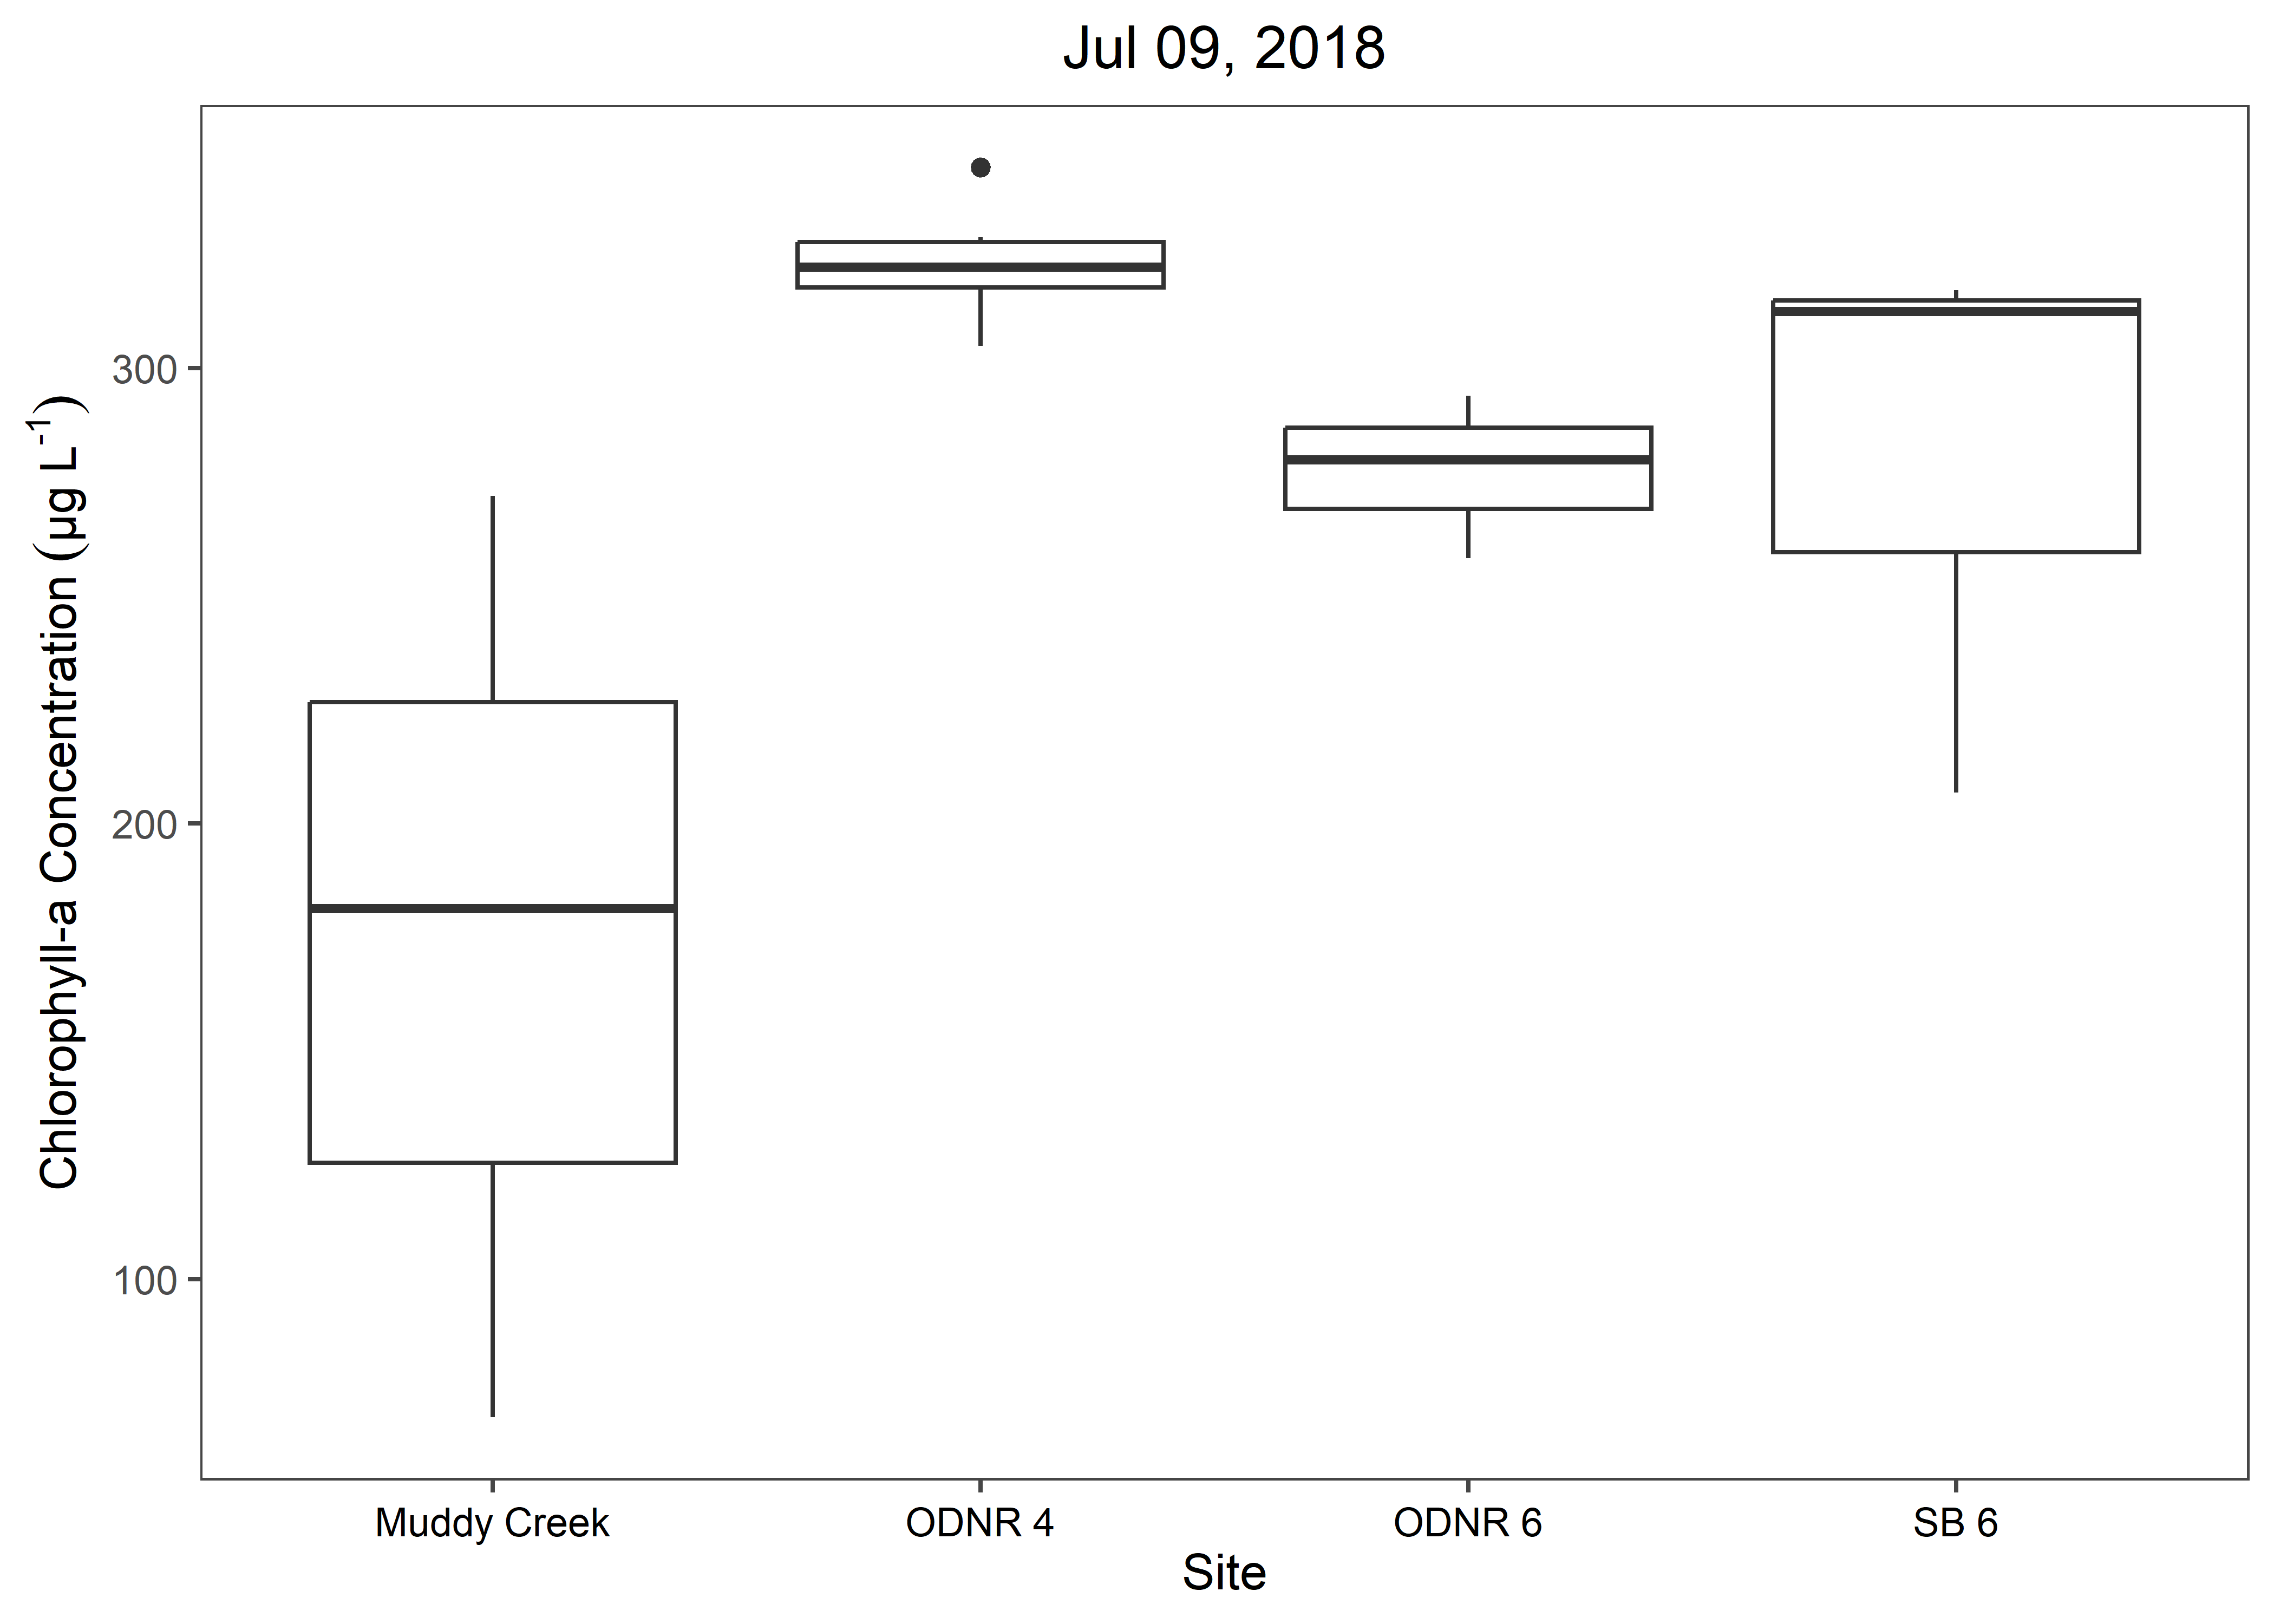 Jul 09, 2018
Chlorophyll-a Concentration (µg L⁻¹)
300
200
100
Muddy Creek
ODNR 4
ODNR 6
SB 6
Site